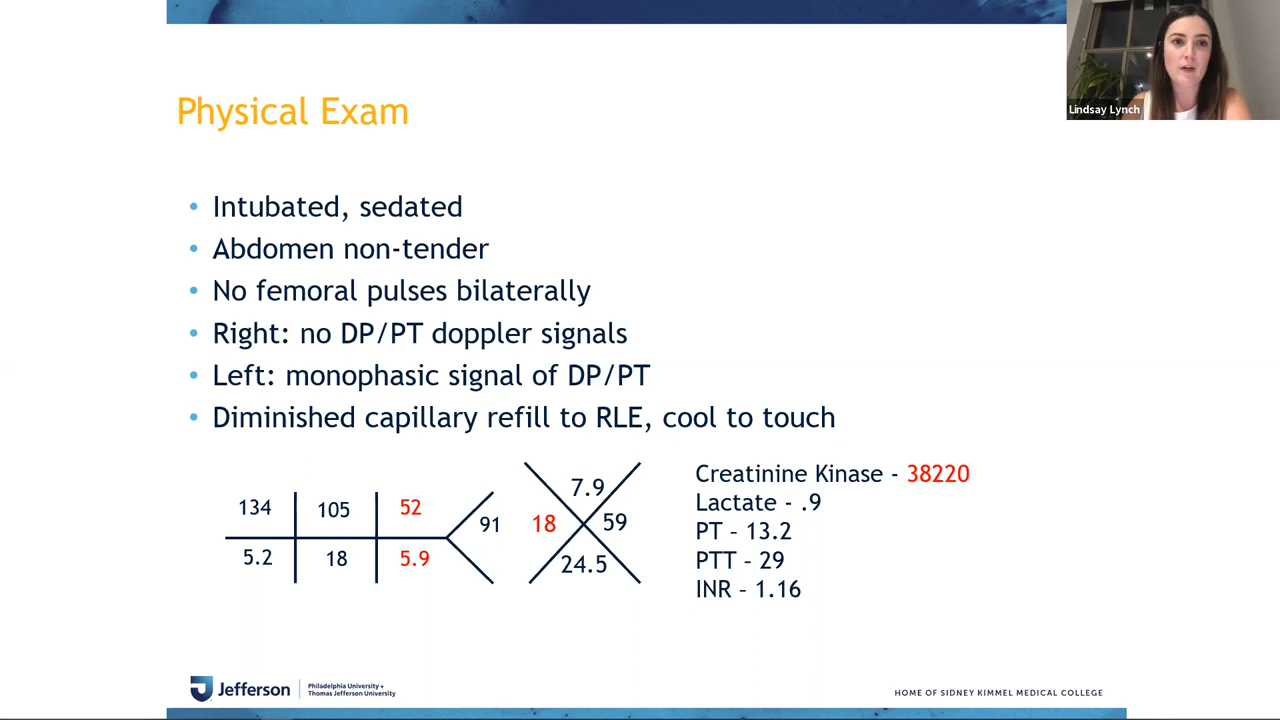 Lindsay Lynch
Physical Exam
• Intubated, sedated
• Abdomen non-tender
• No femoral pulses bilaterally
• Right: no DP/PT doppler signals
• Left: monophasic signal of DP/PT
• Diminished capillary refill to RLE, cool to touch
134 105 52
5.2 18 5.9
91
7.9
18 59
24.5
Creatinine Kinase - 38220
Lactate - .9
PT – 13.2
PTT – 29
INR – 1.16
Jefferson
Philadelphia University +
Thomas Jefferson University
HOME OF SIDNEY KIMMEL MEDICAL COLLEGE